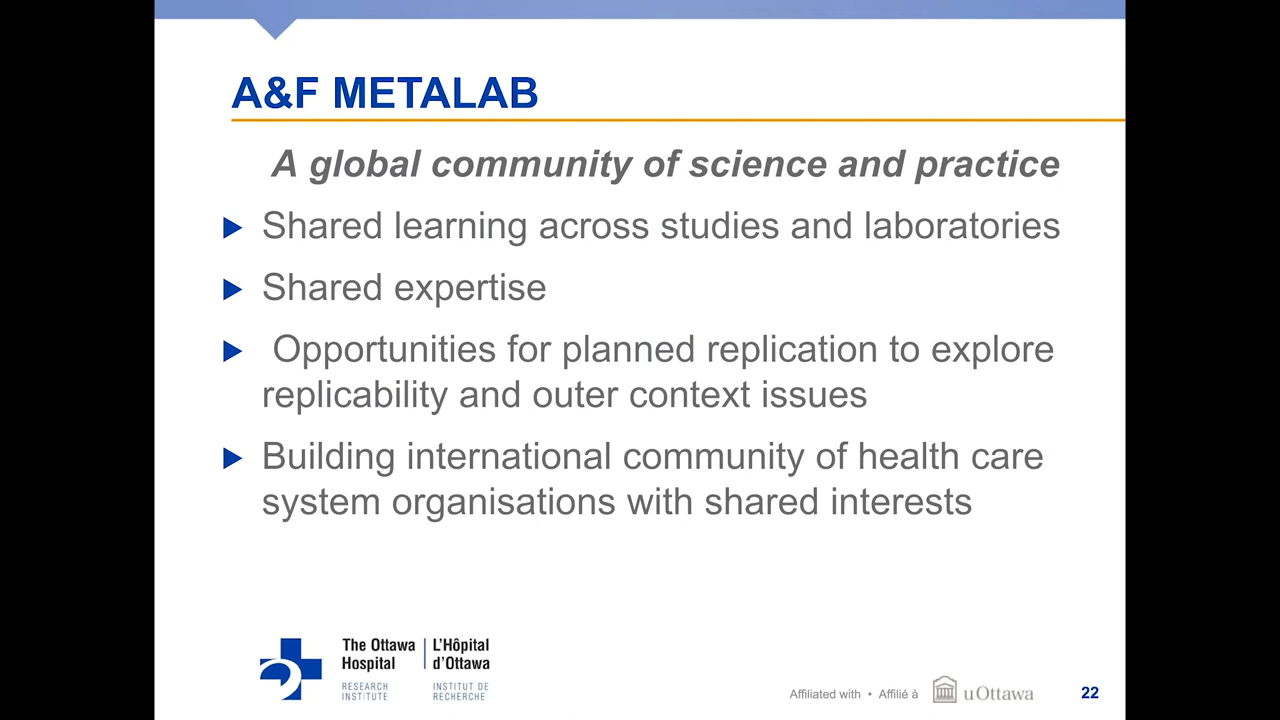 A&F METALAB
A global community of science and practice
Shared learning across studies and laboratories
Shared expertise
Opportunities for planned replication to explore
replicability and outer context issues
Building international community of health care
system organisations with shared interests
The Ottawa
Hospital
RESEARCH
INSTITUTE
L'Hôpital
d'Ottawa
INSTITUT DE
RECHERCHE
Affiliated with • Affilié à
uOttawa
22